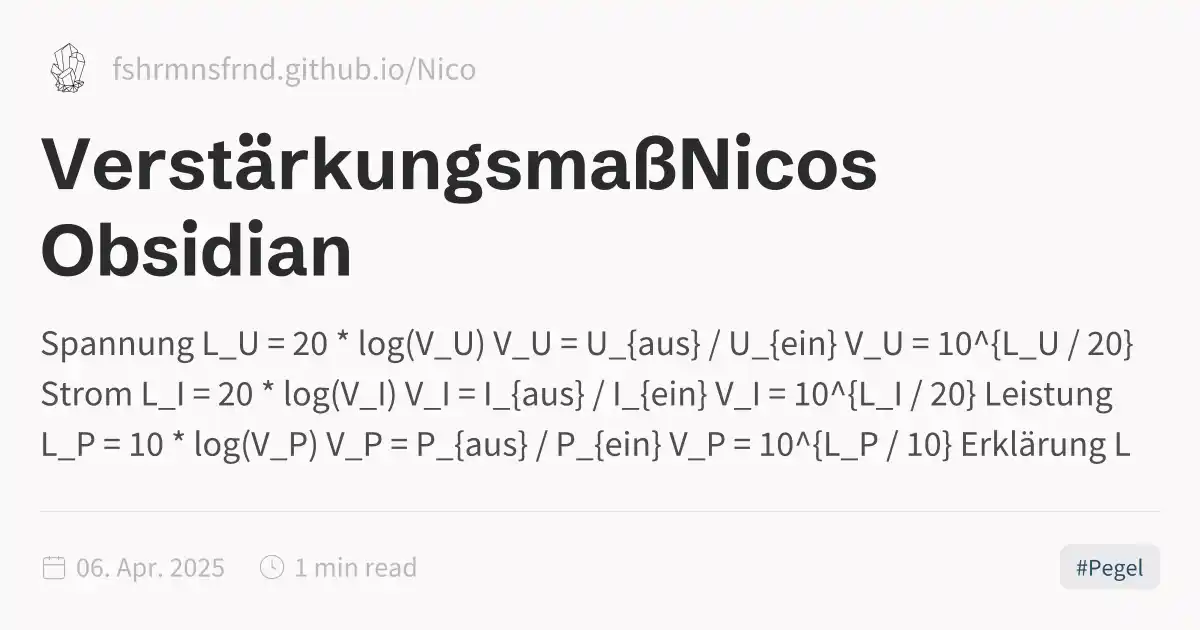 fshrmnsfrnd.github.io/Nico
VerstärkungsmaßNicos
Obsidian
Spannung L_U = 20 * log(V_U) V_U = U_{aus} / U_{ein} V_U = 10^{L_U / 20}
Strom L_I = 20 * log(V_I) V_I = I_{aus} / I_{ein} V_I = 10^{L_I / 20} Leistung
L_P = 10 * log(V_P) V_P = P_{aus} / P_{ein} V_P = 10^{L_P / 10} Erklärung L
06. Apr. 2025 1 min read #Pegel